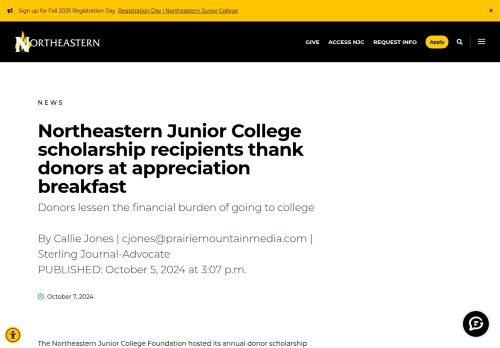 Sign up for Fall 2025 Registration Day Registration Day | Northeastern Junior College ×
NORTHEASTERN GIVE ACCESS NJC REQUEST INFO Apply
NEWS
Northeastern Junior College
scholarship recipients thank
donors at appreciation
breakfast
Donors lessen the financial burden of going to college
By Callie Jones | cjones@prairiemountainmedia.com |
Sterling Journal-Advocate
PUBLISHED: October 5, 2024 at 3:07 p.m.
October 7, 2024
The Northeastern Junior College Foundation hosted its annual donor scholarship